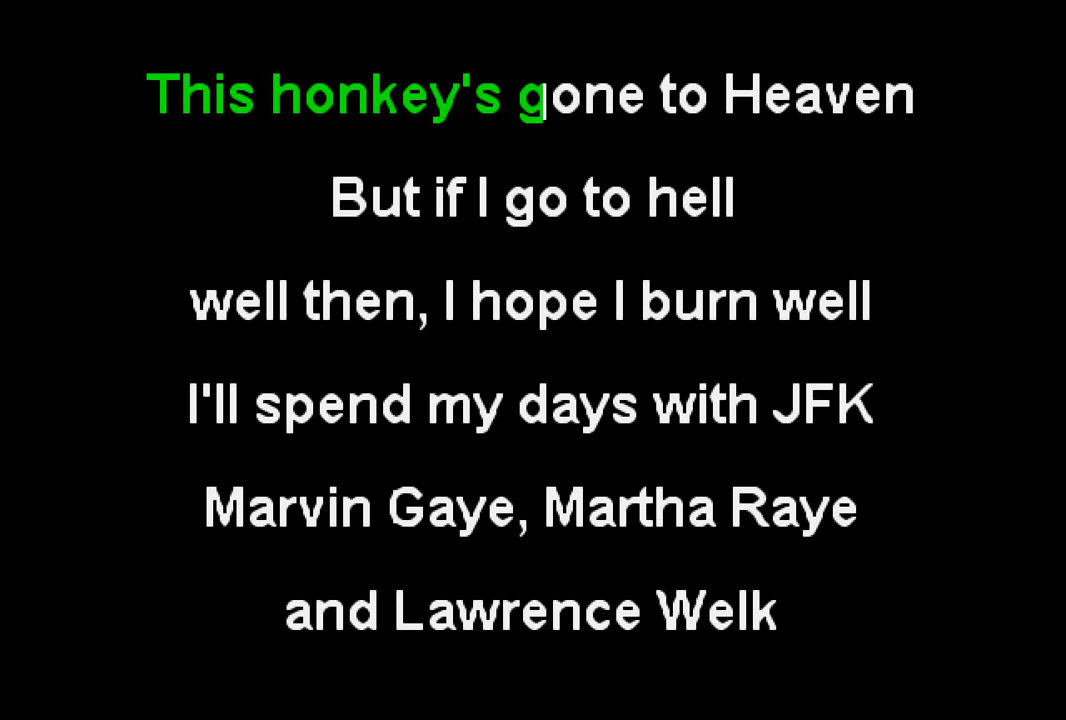 This honkey's gone to Heaven
But if I go to hell
well then, I hope I burn well
I'll spend my days with JFK
Marvin Gaye, Martha Raye
and Lawrence Welk